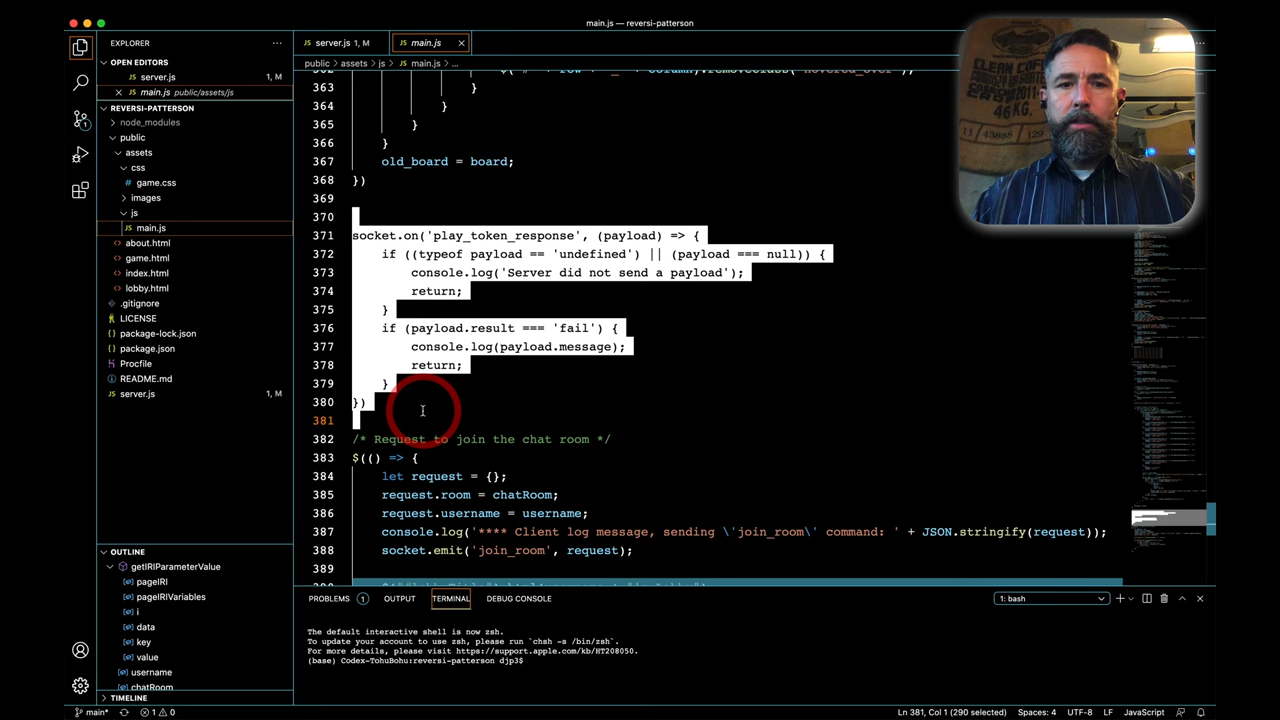 main.js — reversi-patterson
EXPLORER
OPEN EDITORS
server.js 1, M
main.js public/assets/js
REVERSI-PATTERSON
node_modules
public
assets
css
game.css
images
js
main.js
about.html
game.html
index.html
lobby.html
.gitignore
LICENSE
package-lock.json
package.json
Procfile
README.md
server.js 1, M
OUTLINE
getIRIParameterValue
pageIRI
pageIRIVariables
i
data
key
value
username
chatRoom
TIMELINE
server.js 1, M
main.js
public > assets > js > main.js > ...
363 }
364 }
365 }
366 }
367 old_board = board;
368 })
369
370
371 socket.on('play_token_response', (payload) => {
372 if ((typeof payload == 'undefined') || (payload === null)) {
373 console.log('Server did not send a payload');
374 return;
375 }
376 if (payload.result === 'fail') {
377 console.log(payload.message);
378 return;
379 }
380 })
381
382 /* Request to join the chat room */
383 $(() => {
384 let request = {};
385 request.room = chatRoom;
386 request.username = username;
387 console.log('**** Client log message, sending \'join_room\' command: ' + JSON.stringify(request));
388 socket.emit('join_room', request);
389
CLEAN COF
46 KG.
11 43888 129
PROBLEMS 1 OUTPUT TERMINAL DEBUG CONSOLE
1: bash
The default interactive shell is now zsh.
To update your account to use zsh, please run `chsh -s /bin/zsh`.
For more details, please visit https://support.apple.com/kb/HT208050.
(base) Codex-TohuBohu:reversi-patterson djp3$
main* 1 0
Ln 381, Col 1 (290 selected) Spaces: 4 UTF-8 LF JavaScript